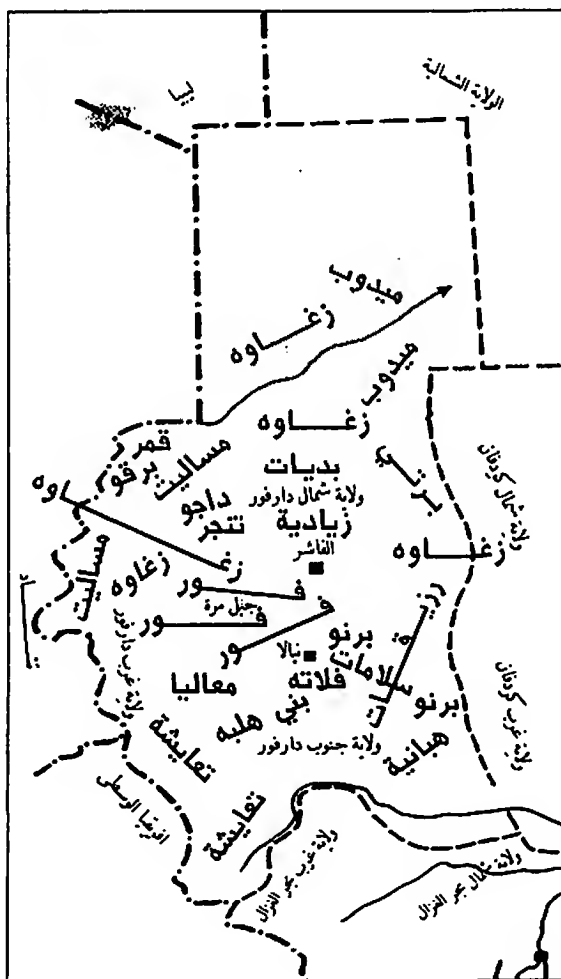 ليبيا
الولاية الشمالية
ميدوب
زغاوه
ميدوب
زغاوه
قمر
برقو
مساليت
بديات
برتي
ولاية شمال كردفان
ولاية شمال دارفور
داجو
تنجر
زيادية
الفاشر
زغاوه
زغاوه
زغاوه
مساليت
فور
جبل مرة
فور
فور
رزيقات
برنو
نيالا
سلامات
فلاته
برنو
معاليا
بني هلبه
هبانية
ولاية غرب دارفور
ولاية غرب كردفان
تعايشة
ولاية جنوب دارفور
تعايشة
افريقيا الوسطى
ولاية غرب بحر الغزال
ولاية شمال بحر الغزال